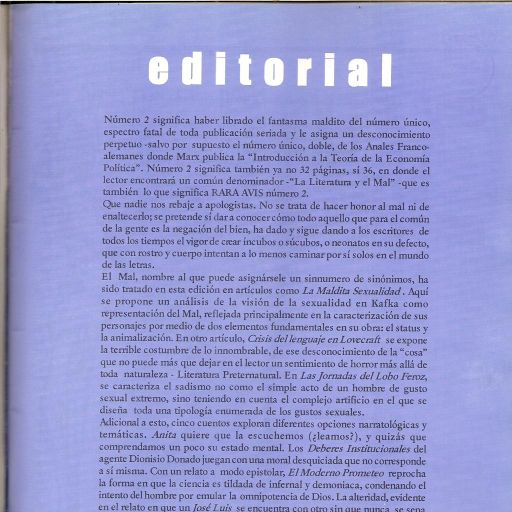 editorial
Número 2 significa haber librado el fantasma maldito del número único,
espectro fatal de toda publicación seriada y le asigna un desconocimiento
perpetuo -salvo por supuesto el número único, doble, de los Anales Franco-
alemanes donde Marx publica la “Introducción a la Teoría de la Economía
Política”. Número 2 significa también ya no 32 páginas, sí 36, en donde el
lector encontrará un común denominador -“La Literatura y el Mal” -que es
también lo que significa RARA AVIS número 2.
Que nadie nos rebaje a apologistas. No se trata de hacer honor al mal ni de
enaltecerlo; se pretende sí dar a conocer cómo todo aquello que para el común
de la gente es la negación del bien, ha dado y sigue dando a los escritores de
todos los tiempos el vigor de crear íncubos o súcubos, o neonatos en su defecto,
que con rostro y cuerpo intentan a lo menos caminar por sí solos en el mundo
de las letras.
El Mal, nombre al que puede asignársele un sinnumero de sinónimos, ha
sido tratado en esta edición en artículos como La Maldita Sexualidad . Aquí
se propone un análisis de la visión de la sexualidad en Kafka como
representación del Mal, reflejada principalmente en la caracterización de sus
personajes por medio de dos elementos fundamentales en su obra: el status y
la animalización. En otro artículo, Crisis del lenguaje en Lovecraft se expone
la terrible costumbre de lo innombrable, de ese desconocimiento de la “cosa”
que no puede más que dejar en el lector un sentimiento de horror más allá de
toda naturaleza - Literatura Preternatural. En Las Jornadas del Lobo Feroz,
se caracteriza el sadismo no como el simple acto de un hombre de gusto
sexual extremo, sino teniendo en cuenta el complejo artificio en el que se
diseña toda una tipología enumerada de los gustos sexuales.
Adicional a esto, cinco cuentos exploran diferentes opciones narratológicas y
temáticas. Anita quiere que la escuchemos (¿leamos?), y quizás que
comprendamos un poco su estado mental. Los Deberes Institucionales del
agente Dionisio Donado juegan con una moral desquiciada que no corresponde
a sí misma. Con un relato a modo epistolar, El Moderno Prometeo reprocha
la forma en que la ciencia es tildada de infernal y demoniaca, condenando el
intento del hombre por emular la omnipotencia de Dios. La alteridad, evidente
en el relato en que un José Luis se encuentra con otro sin que nunca se sepa